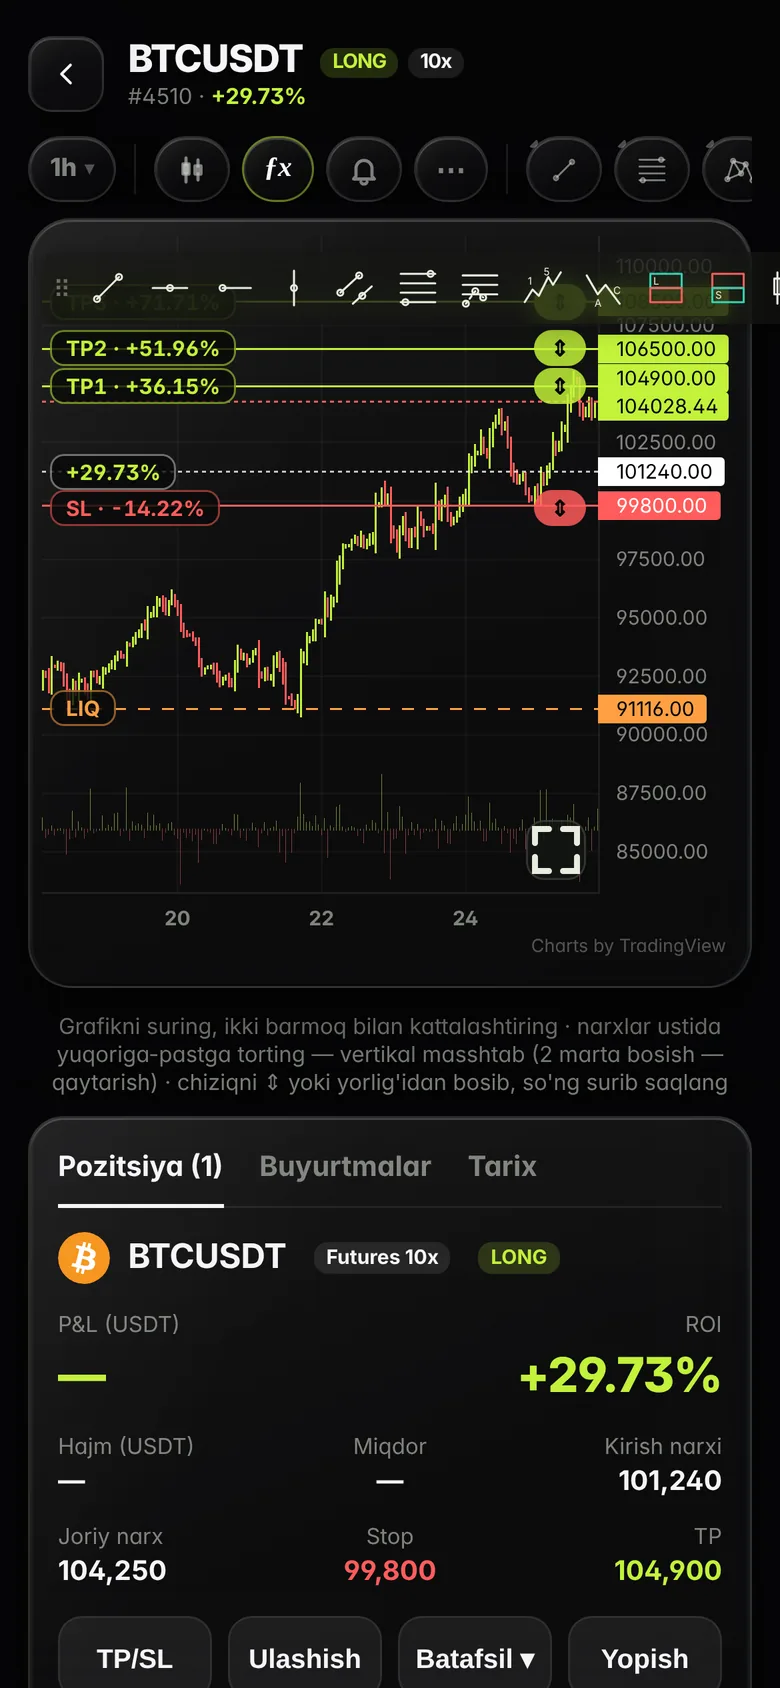 BTCUSDT LONG 10x
#4510 · +29.73%
1h ▾ ƒx ...
110000.00
TP3 · +71.71%
1 5 A C L S
107500.00
TP2 · +51.96% ⇕ 106500.00
TP1 · +36.15% ⇕ 104900.00
104028.44
102500.00
+29.73% 101240.00
SL · -14.22% ⇕ 99800.00
97500.00
95000.00
92500.00
LIQ 91116.00
90000.00
87500.00
85000.00
20 22 24
Charts by TradingView
Grafikni suring, ikki barmoq bilan kattalashtiring · narxlar ustida
yuqoriga-pastga torting — vertikal masshtab (2 marta bosish —
qaytarish) · chiziqni ⇕ yoki yorlig'idan bosib, so'ng surib saqlang
Pozitsiya (1) Buyurtmalar Tarix
BTCUSDT Futures 10x LONG
P&L (USDT) ROI
— +29.73%
Hajm (USDT) Miqdor Kirish narxi
— — 101,240
Joriy narx Stop TP
104,250 99,800 104,900
TP/SL Ulashish Batafsil ▾ Yopish